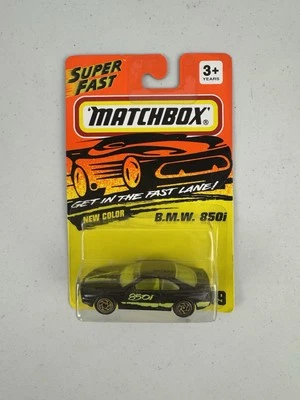 SUPER
FAST
3+
YEARS
MATCHBOX
GET IN THE FAST LANE!
NEW COLOR
B.M.W. 850i
850i
9